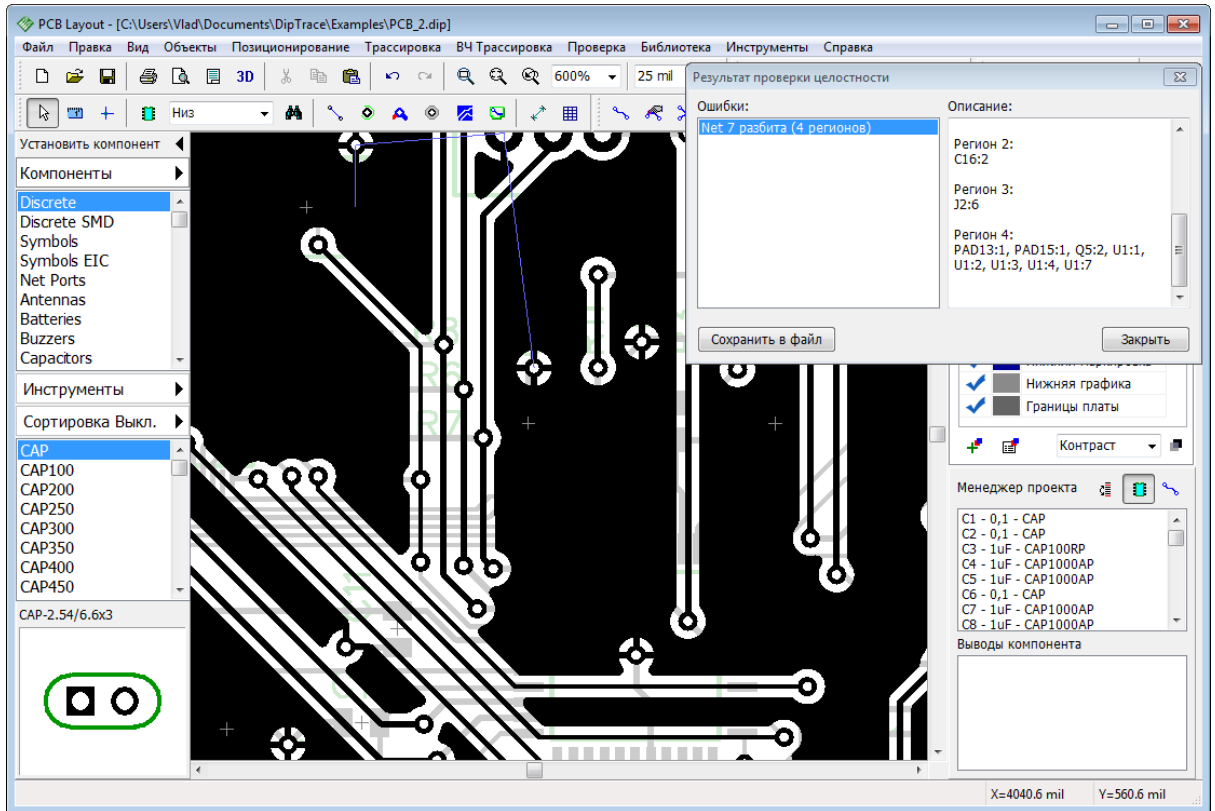 PCB Layout - [C:\Users\Vlad\Documents\DipTrace\Examples\PCB_2.dip]
Файл Правка Вид Объекты Позиционирование Трассировка ВЧ Трассировка Проверка Библиотека Инструменты Справка
3D 600% 25 mil
Низ
Результат проверки целостности
Ошибки:
Net 7 разбита (4 регионов)
Описание:
Регион 2:
C16:2
Регион 3:
J2:6
Регион 4:
PAD13:1, PAD15:1, Q5:2, U1:1,
U1:2, U1:3, U1:4, U1:7
Сохранить в файл
Закрыть
Установить компонент
Компоненты
Discrete
Discrete SMD
Symbols
Symbols EIC
Net Ports
Antennas
Batteries
Buzzers
Capacitors
Инструменты
Сортировка Выкл.
CAP
CAP100
CAP200
CAP250
CAP300
CAP350
CAP400
CAP450
CAP-2.54/6.6x3
R6
R7
Нижняя графика
Границы платы
Контраст
Менеджер проекта
C1 - 0,1 - CAP
C2 - 0,1 - CAP
C3 - 1uF - CAP100RP
C4 - 1uF - CAP1000AP
C5 - 1uF - CAP1000AP
C6 - 0,1 - CAP
C7 - 1uF - CAP1000AP
C8 - 1uF - CAP1000AP
Выводы компонента
X=4040.6 mil Y=560.6 mil